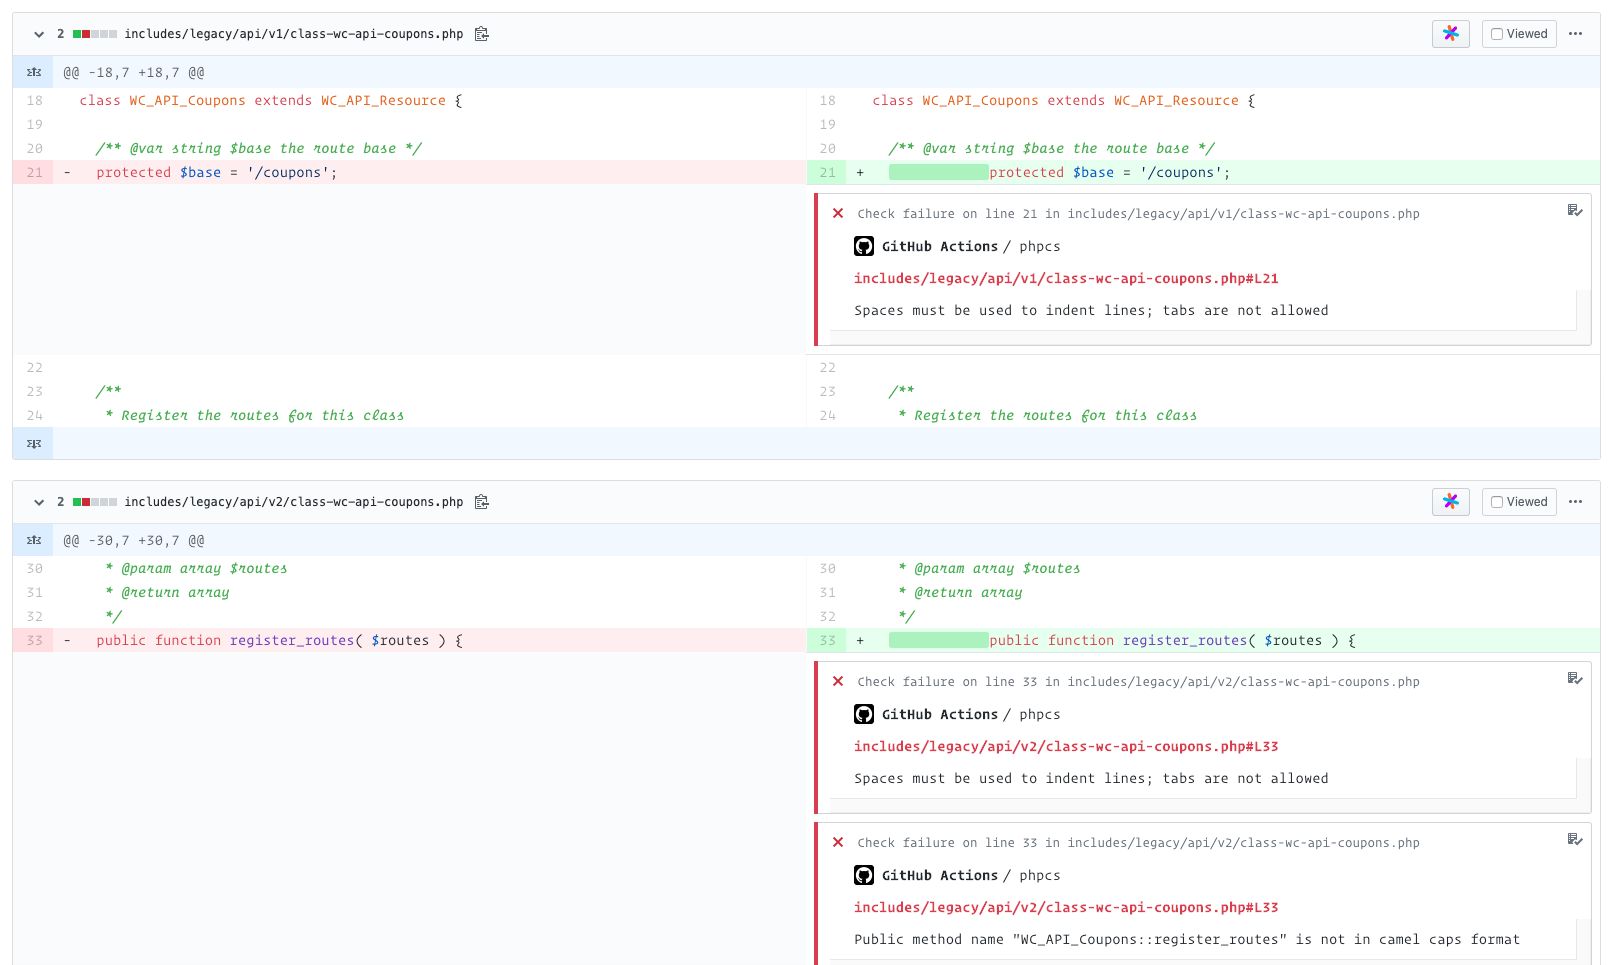 2 includes/legacy/api/v1/class-wc-api-coupons.php Viewed
@@ -18,7 +18,7 @@
18 class WC_API_Coupons extends WC_API_Resource { 18 class WC_API_Coupons extends WC_API_Resource {
19 19
20 /** @var string $base the route base */ 20 /** @var string $base the route base */
21 - protected $base = '/coupons'; 21 + protected $base = '/coupons';
Check failure on line 21 in includes/legacy/api/v1/class-wc-api-coupons.php
GitHub Actions / phpcs
includes/legacy/api/v1/class-wc-api-coupons.php#L21
Spaces must be used to indent lines; tabs are not allowed
22 22
23 /** 23 /**
24 * Register the routes for this class 24 * Register the routes for this class
2 includes/legacy/api/v2/class-wc-api-coupons.php Viewed
@@ -30,7 +30,7 @@
30 * @param array $routes 30 * @param array $routes
31 * @return array 31 * @return array
32 */ 32 */
33 - public function register_routes( $routes ) { 33 + public function register_routes( $routes ) {
Check failure on line 33 in includes/legacy/api/v2/class-wc-api-coupons.php
GitHub Actions / phpcs
includes/legacy/api/v2/class-wc-api-coupons.php#L33
Spaces must be used to indent lines; tabs are not allowed
Check failure on line 33 in includes/legacy/api/v2/class-wc-api-coupons.php
GitHub Actions / phpcs
includes/legacy/api/v2/class-wc-api-coupons.php#L33
Public method name "WC_API_Coupons::register_routes" is not in camel caps format